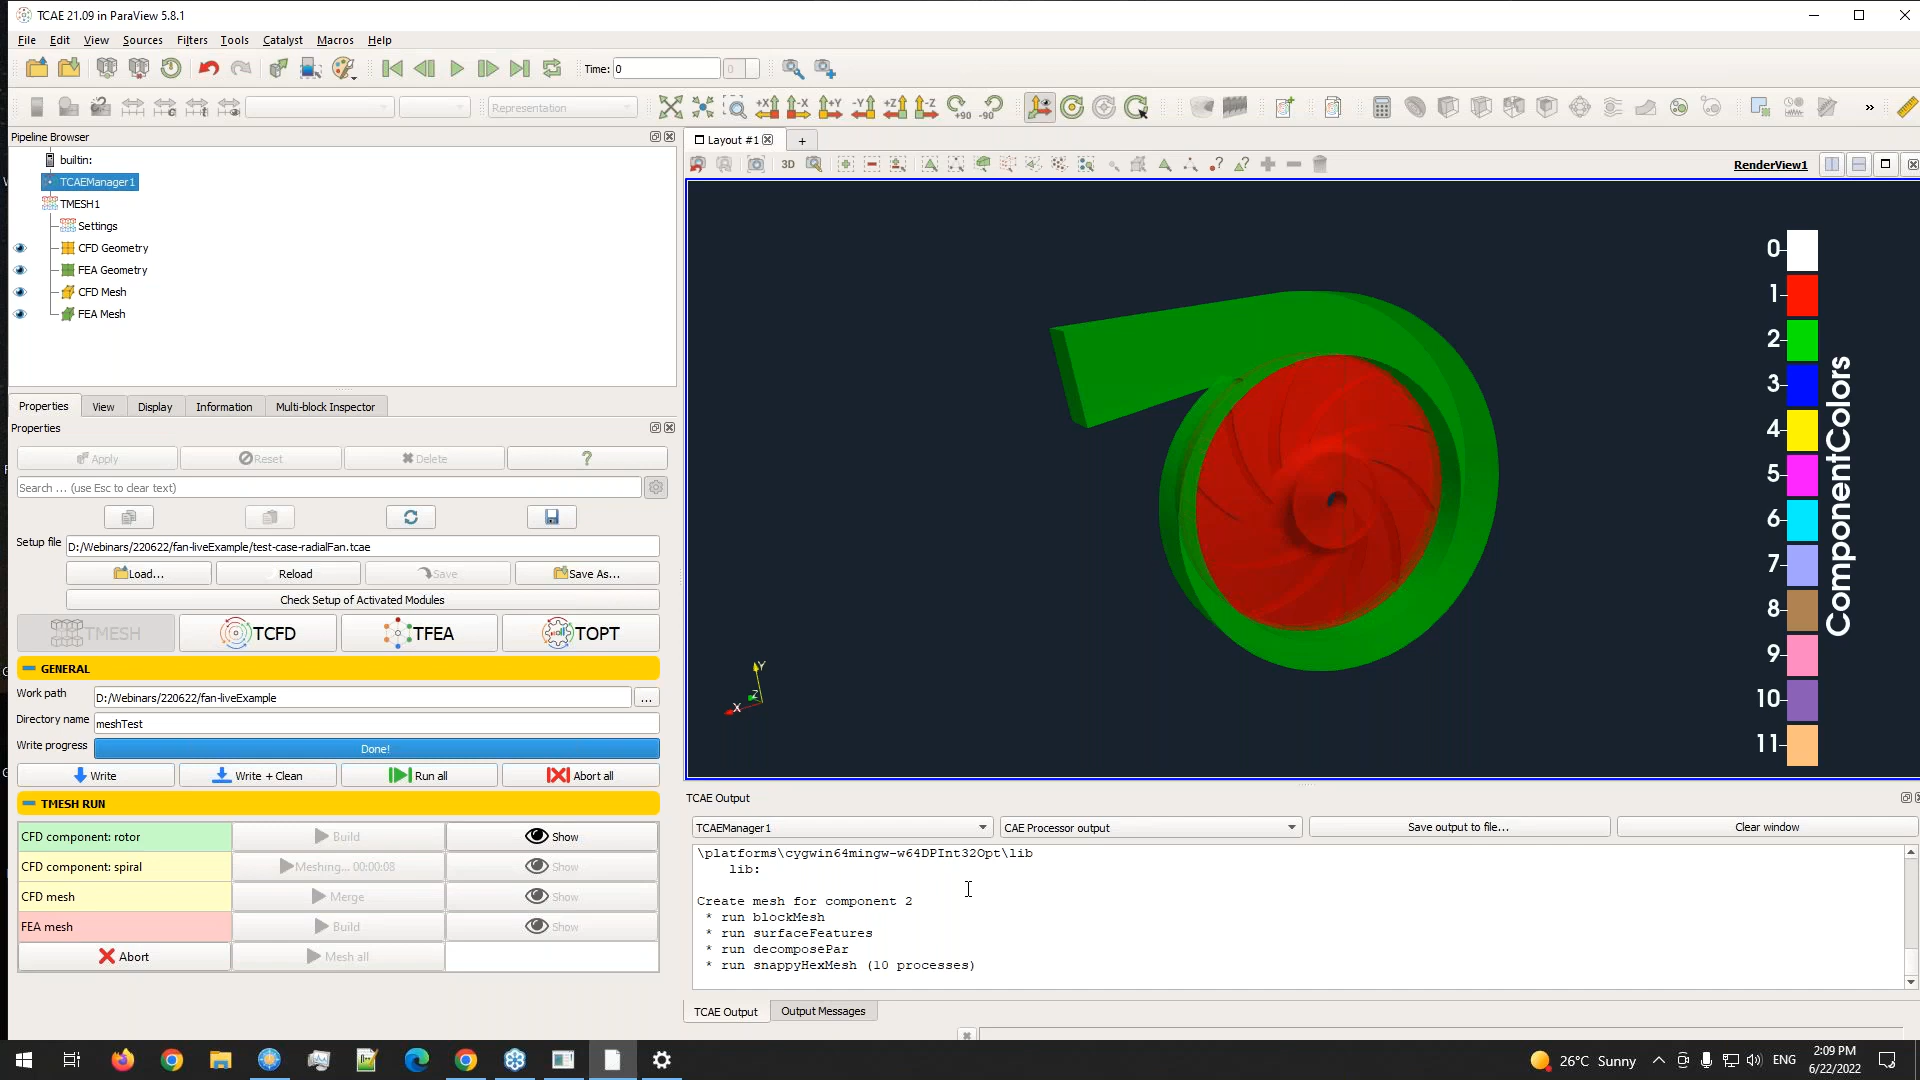 TCAE 21.09 in ParaView 5.8.1
File Edit View Sources Filters Tools Catalyst Macros Help
Time: 0 0
Representation
+X -X +Y -Y +Z -Z +90 -90
Pipeline Browser
builtin:
TCAEManager1
TMESH1
Settings
CFD Geometry
FEA Geometry
CFD Mesh
FEA Mesh
Properties View Display Information Multi-block Inspector
Properties
Apply Reset Delete ?
Search ... (use Esc to clear text)
Setup file D:/Webinars/220622/fan-liveExample/test-case-radialFan.tcae
Load... Reload Save Save As...
Check Setup of Activated Modules
TMESH TCFD TFEA TOPT
GENERAL
Work path D:/Webinars/220622/fan-liveExample ...
Directory name meshTest
Write progress Done!
Write Write + Clean Run all Abort all
TMESH RUN
CFD component: rotor Build Show
CFD component: spiral Meshing... 00:00:08 Show
CFD mesh Merge Show
FEA mesh Build Show
Abort Mesh all
Layout #1 +
3D
RenderView1
0
1
2
3
4
5
6
7
8
9
10
11
ComponentColors
Y
Z
X
TCAE Output
TCAEManager1 CAE Processor output Save output to file... Clear window
\platforms\cygwin64mingw-w64DPInt32Opt\lib
lib:
Create mesh for component 2
* run blockMesh
* run surfaceFeatures
* run decomposePar
* run snappyHexMesh (10 processes)
TCAE Output Output Messages
26°C Sunny ENG 2:09 PM
6/22/2022